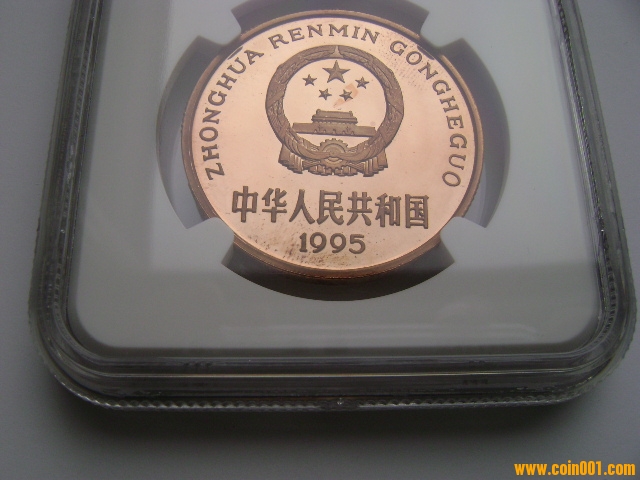 ZHONGHUA RENMIN GONGHEGUO
中华人民共和国
1995
www.coin001.com